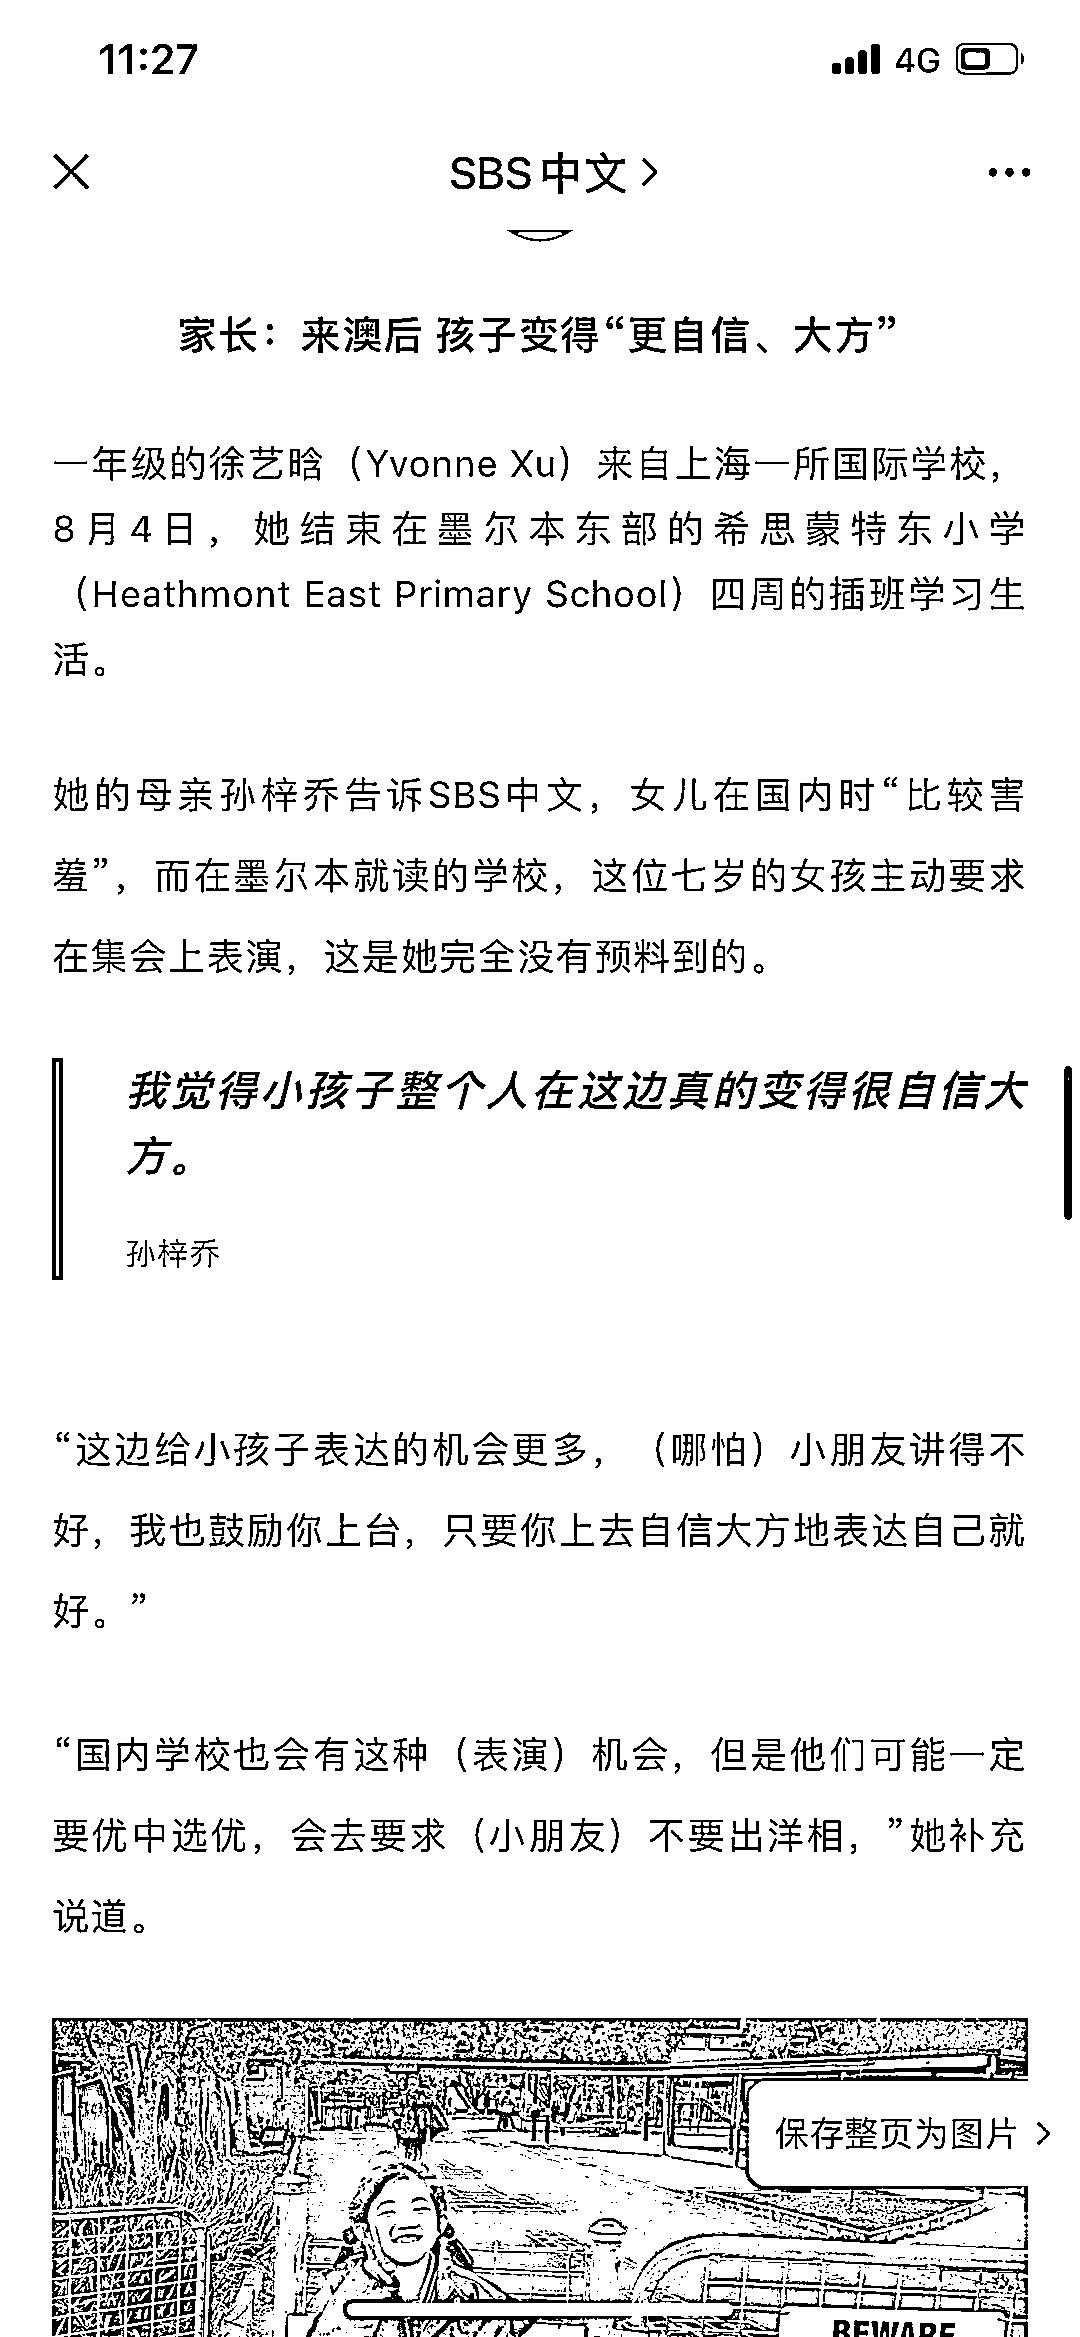 11:27
4G
SBS中文
家长：来澳后 孩子变得“更自信、大方”
一年级的徐艺晗（Yvonne Xu）来自上海一所国际学校，
8月4日，她结束在墨尔本东部的希思蒙特东小学
（Heathmont East Primary School）四周的插班学习生
活。
她的母亲孙梓乔告诉SBS中文，女儿在国内时“比较害
羞”，而在墨尔本就读的学校，这位七岁的女孩主动要求
在集会上表演，这是她完全没有预料到的。
我觉得小孩子整个人在这边真的变得很自信大
方。
孙梓乔
“这边给小孩子表达的机会更多，（哪怕）小朋友讲得不
好，我也鼓励你上台，只要你上去自信大方地表达自己就
好。”
“国内学校也会有这种（表演）机会，但是他们可能一定
要优中选优，会去要求（小朋友）不要出洋相，”她补充
说道。
保存整页为图片
BEWARE